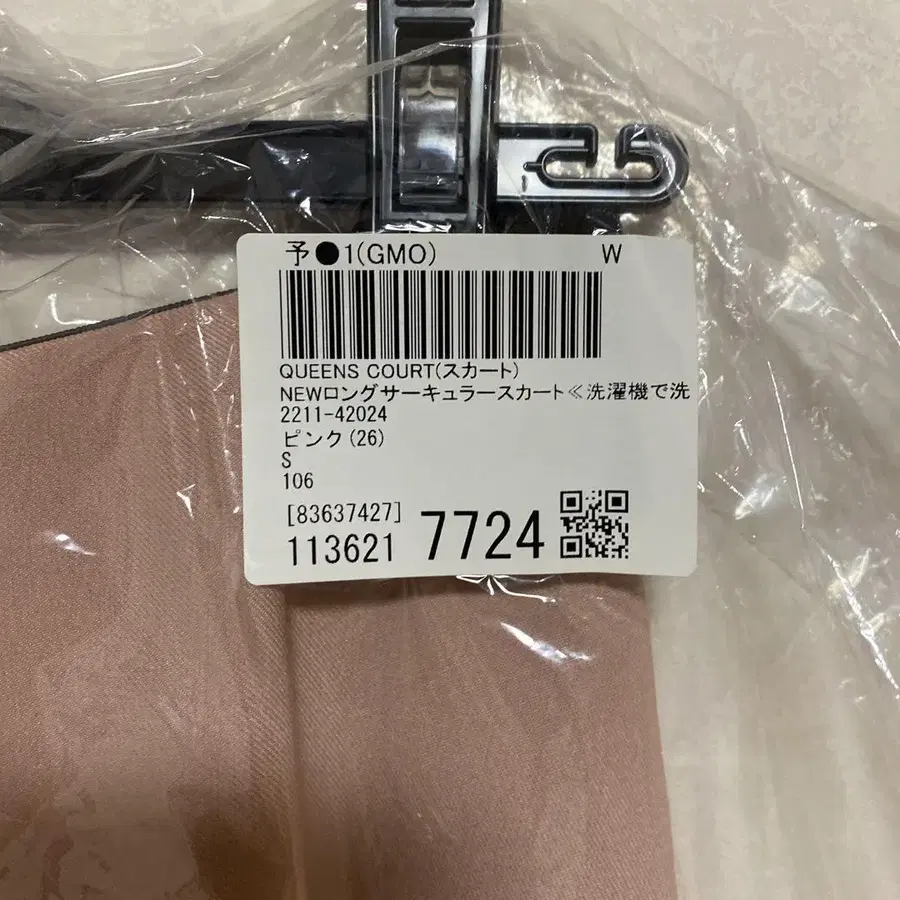 予●1(GMO) W
QUEENS COURT(スカート)
NEWロングサーキュラースカート≪洗濯機で洗
2211-42024
ピンク(26)
S
106
[83637427]
113621 7724